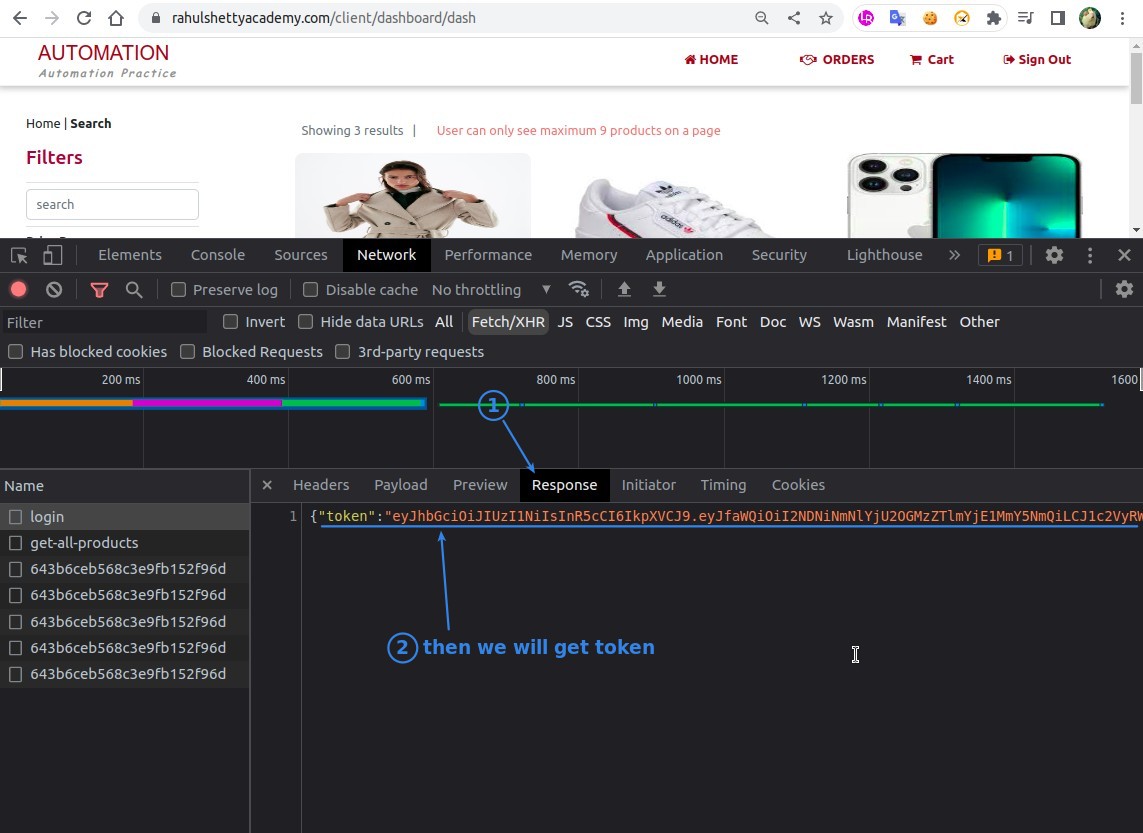 rahulshettyacademy.com/client/dashboard/dash
AUTOMATION
Automation Practice
HOME ORDERS Cart Sign Out
Home | Search
Showing 3 results | User can only see maximum 9 products on a page
Filters
search
adidas
Elements Console Sources Network Performance Memory Application Security Lighthouse » 1
Preserve log Disable cache No throttling
Filter Invert Hide data URLs All Fetch/XHR JS CSS Img Media Font Doc WS Wasm Manifest Other
Has blocked cookies Blocked Requests 3rd-party requests
200 ms 400 ms 600 ms 800 ms 1000 ms 1200 ms 1400 ms 1600
1
Name × Headers Payload Preview Response Initiator Timing Cookies
login 1 {"token":"eyJhbGciOiJIUzI1NiIsInR5cCI6IkpXVCJ9.eyJfaWQiOiI2NDNiNmNlYjU2OGMzZTlmYjE1MmY5NmQiLCJ1c2VyRW
get-all-products
643b6ceb568c3e9fb152f96d
643b6ceb568c3e9fb152f96d
643b6ceb568c3e9fb152f96d
2 then we will get token
643b6ceb568c3e9fb152f96d
643b6ceb568c3e9fb152f96d